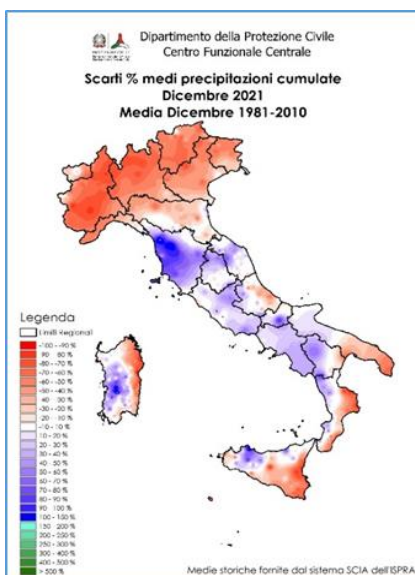 Dipartimento della Protezione Civile
Centro Funzionale Centrale
Scarti % medi precipitazioni cumulate
Dicembre 2021
Media Dicembre 1981-2010
Legenda
Limiti Regionali
-100 - -90 %
90 80 %
-80 - -70 %
-70 - -60 %
-60 - -50 %
-50 - -40 %
40 30 %
-30 - -20 %
20 10 %
-10 - 10 %
10 - 20 %
20 - 30 %
30 - 40 %
40 - 50 %
50 - 60 %
60 - 70 %
70 - 80 %
80 - 90 %
90 100 %
100 - 150 %
150 200 %
200 - 250 %
250 - 300 %
300 - 400 %
400 - 500 %
> 500 %
Medie storiche fornite dal sistema SCIA dell'ISPRA